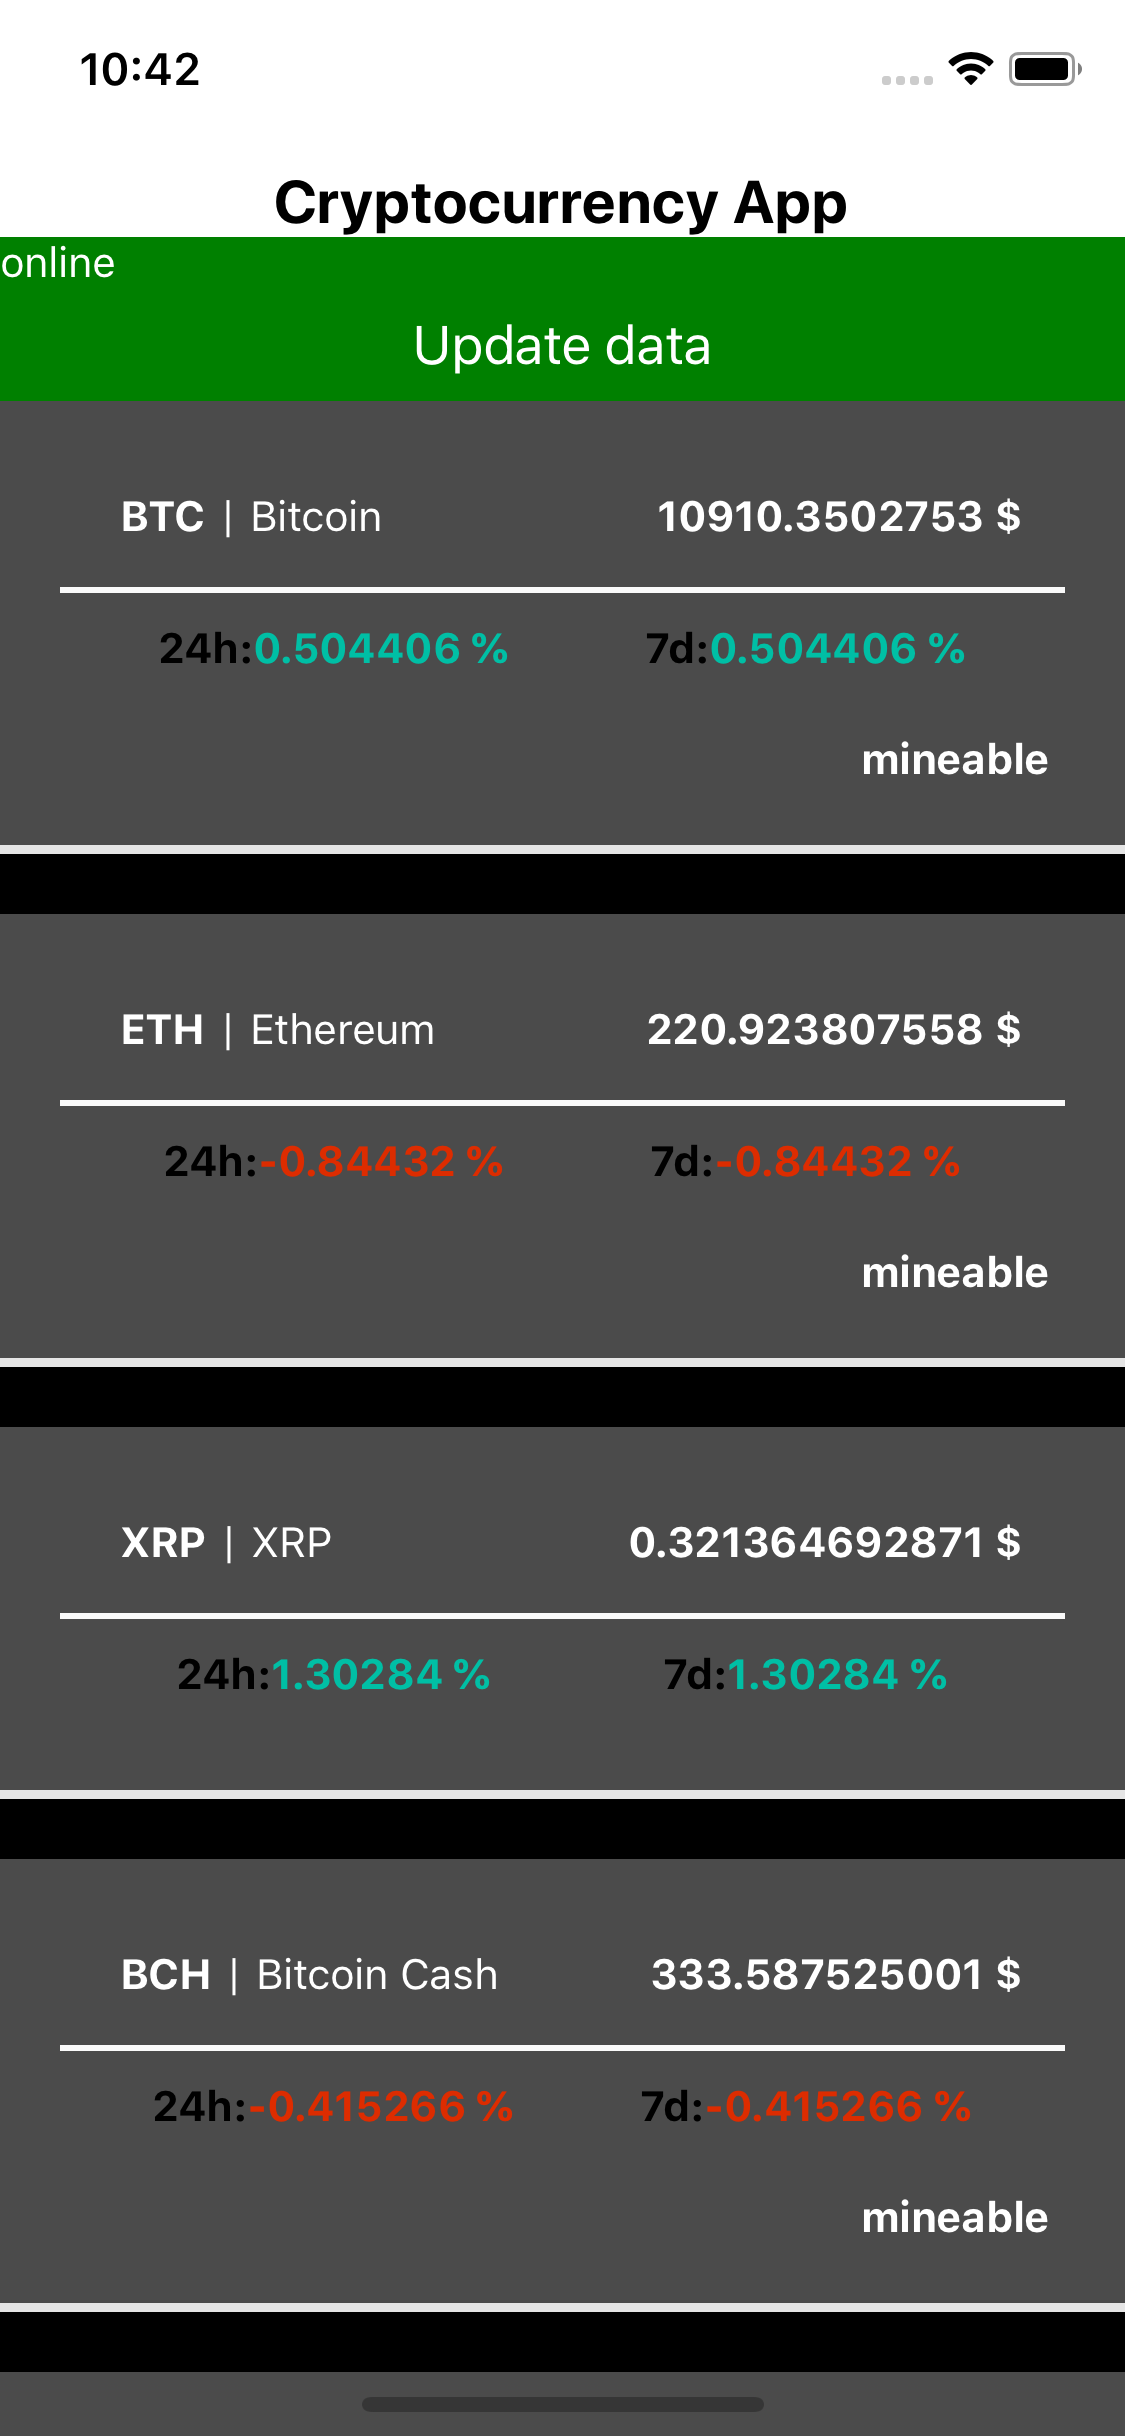 10:42
Cryptocurrency App
online
Update data
BTC | Bitcoin 10910.3502753 $
24h:0.504406 % 7d:0.504406 %
mineable
ETH | Ethereum 220.923807558 $
24h:-0.84432 % 7d:-0.84432 %
mineable
XRP | XRP 0.321364692871 $
24h:1.30284 % 7d:1.30284 %
BCH | Bitcoin Cash 333.587525001 $
24h:-0.415266 % 7d:-0.415266 %
mineable